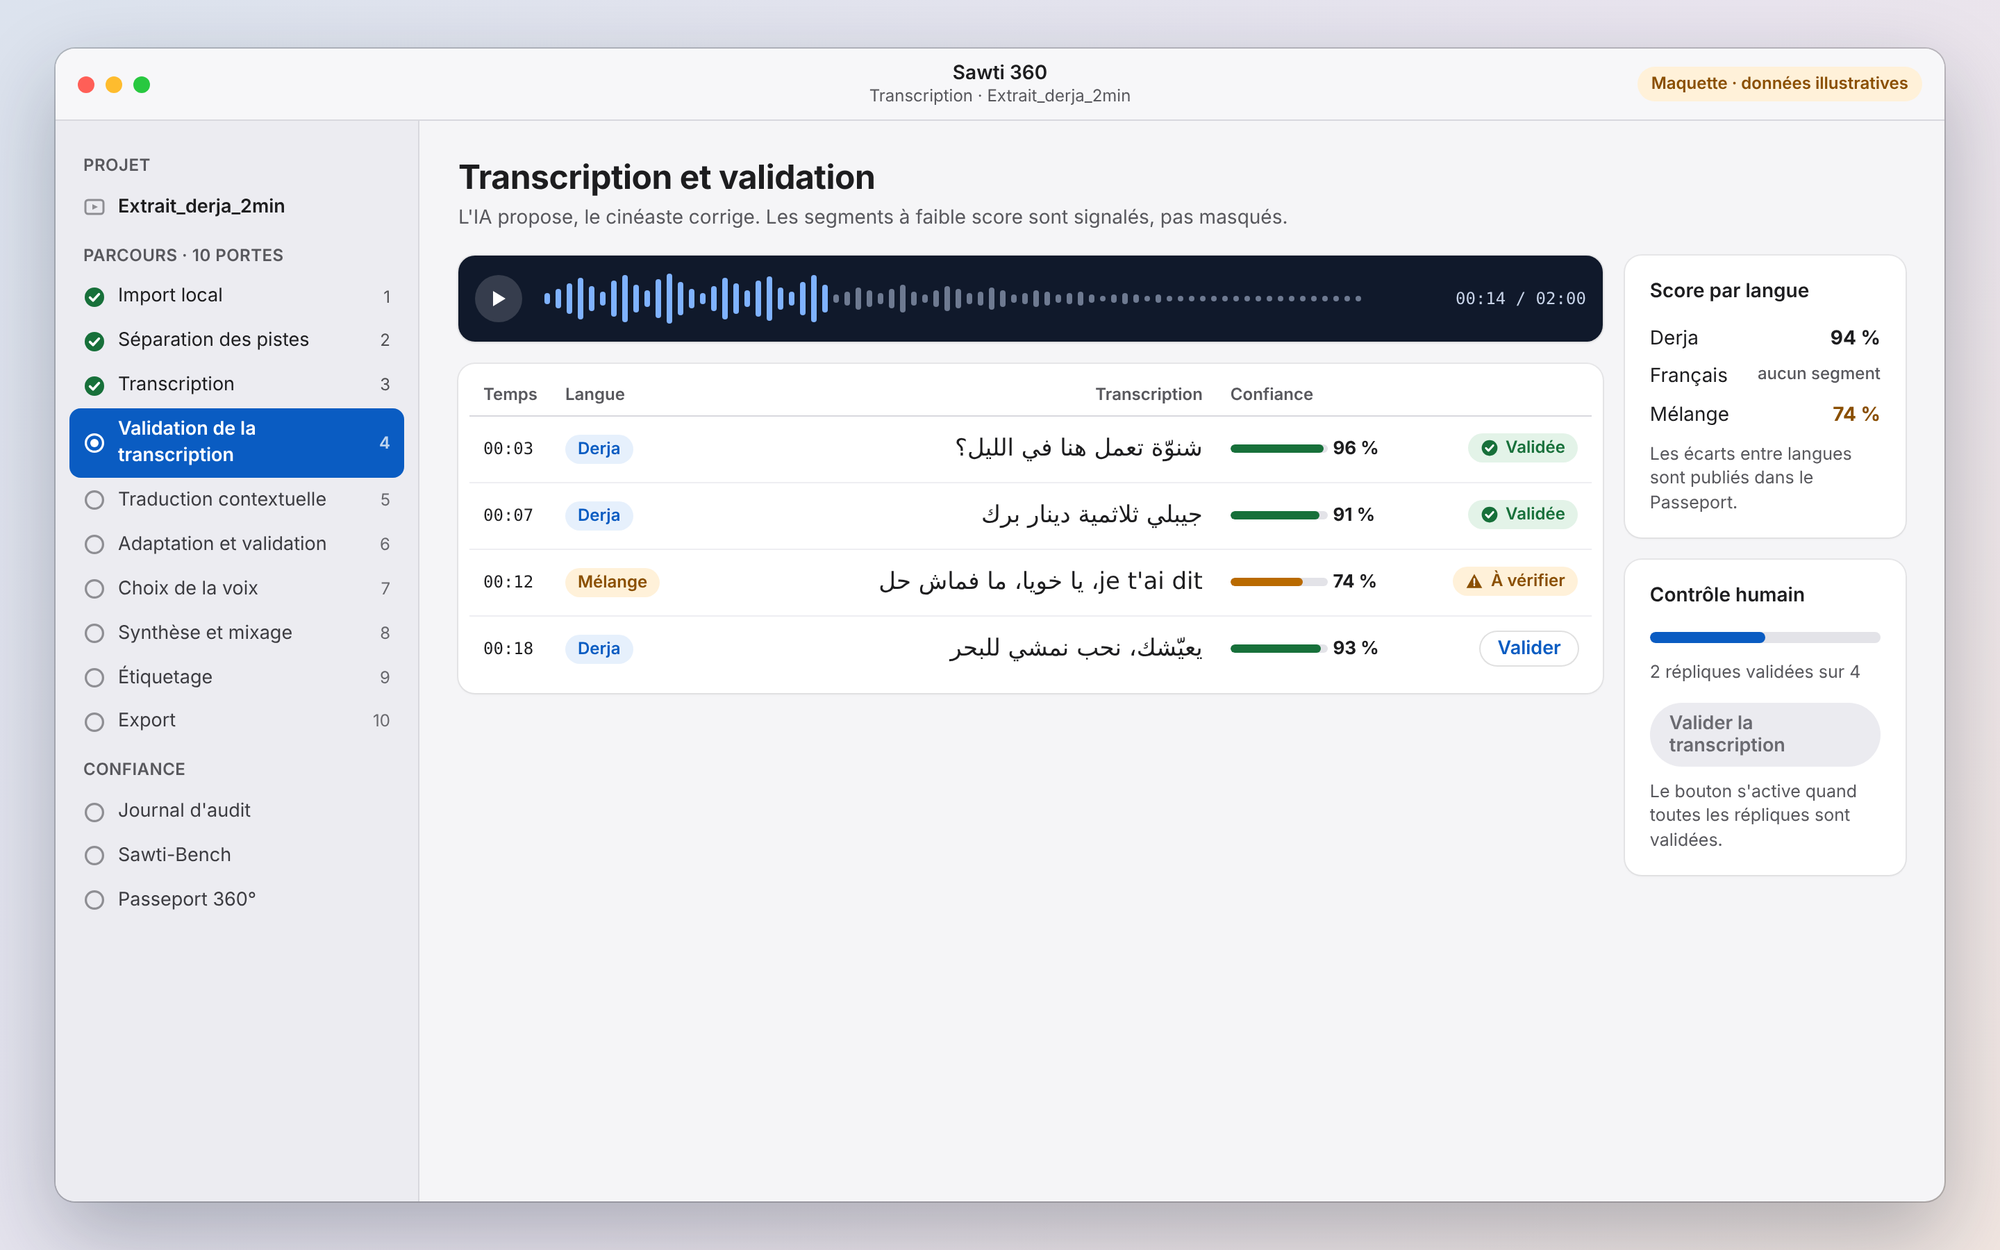 Sawti 360
Transcription · Extrait_derja_2min
Maquette · données illustratives
PROJET
Extrait_derja_2min
PARCOURS · 10 PORTES
Import local 1
Séparation des pistes 2
Transcription 3
Validation de la
transcription 4
Traduction contextuelle 5
Adaptation et validation 6
Choix de la voix 7
Synthèse et mixage 8
Étiquetage 9
Export 10
CONFIANCE
Journal d'audit
Sawti-Bench
Passeport 360°
Transcription et validation
L'IA propose, le cinéaste corrige. Les segments à faible score sont signalés, pas masqués.
00:14 / 02:00
Temps Langue Transcription Confiance
00:03 Derja شنوّة تعمل هنا في الليل؟ 96 % Validée
00:07 Derja جيبلي ثلاثمية دينار برك 91 % Validée
00:12 Mélange je t'ai dit، يا خويا، ما فماش حل 74 % À vérifier
00:18 Derja يعيّشك، نحب نمشي للبحر 93 % Valider
Score par langue
Derja 94 %
Français aucun segment
Mélange 74 %
Les écarts entre langues
sont publiés dans le
Passeport.
Contrôle humain
2 répliques validées sur 4
Valider la
transcription
Le bouton s'active quand
toutes les répliques sont
validées.